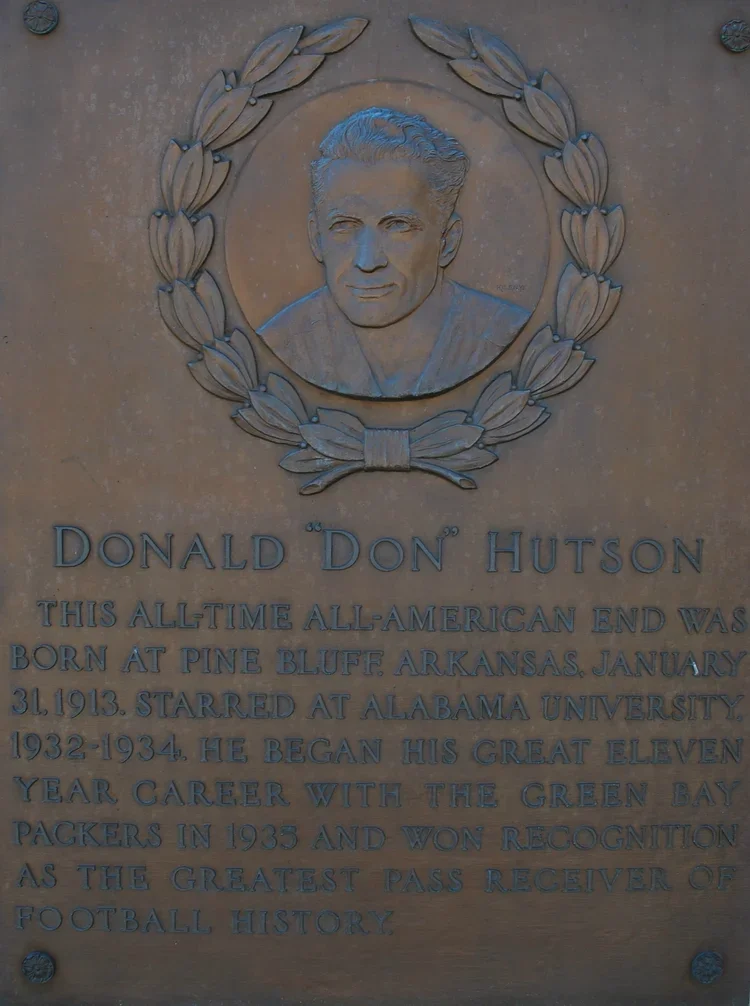 DONALD "DON" HUTSON
THIS ALL-TIME ALL-AMERICAN END WAS
BORN AT PINE BLUFF, ARKANSAS, JANUARY
31, 1913. STARRED AT ALABAMA UNIVERSITY,
1932-1934. HE BEGAN HIS GREAT ELEVEN
YEAR CAREER WITH THE GREEN BAY
PACKERS IN 1935 AND WON RECOGNITION
AS THE GREATEST PASS RECEIVER OF
FOOTBALL HISTORY.